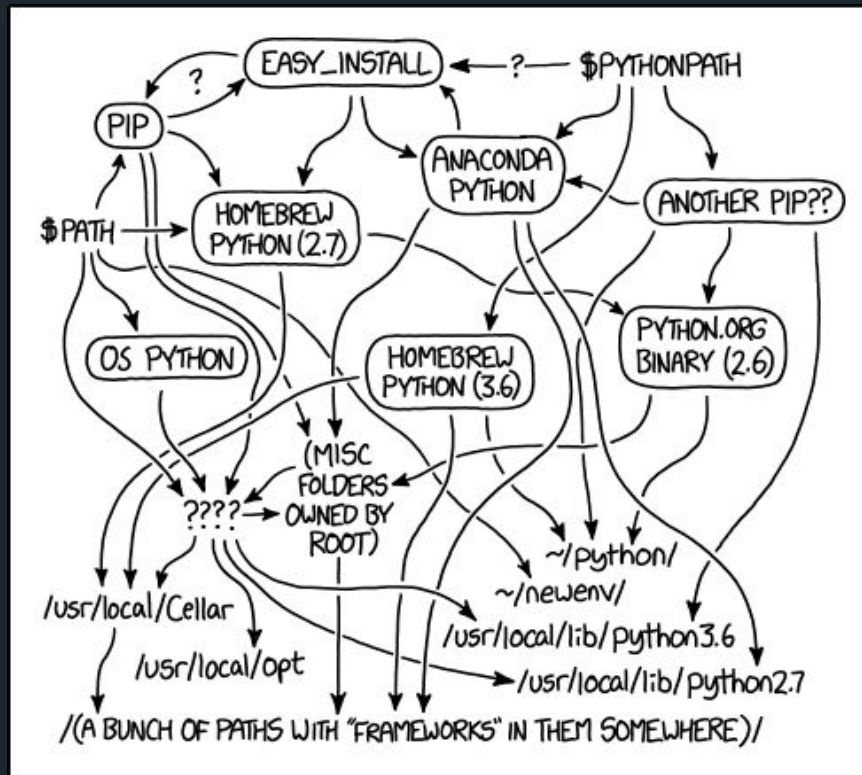 EASY_INSTALL
?
$PYTHONPATH
?
PIP
ANACONDA
PYTHON
ANOTHER PIP??
HOMEBREW
PYTHON (2.7)
$PATH
OS PYTHON
HOMEBREW
PYTHON (3.6)
PYTHON.ORG
BINARY (2.6)
(MISC
FOLDERS
OWNED BY
ROOT)
????
~/python/
~/newenv/
/usr/local/Cellar
/usr/local/lib/python3.6
/usr/local/opt
/usr/local/lib/python2.7
/(A BUNCH OF PATHS WITH "FRAMEWORKS" IN THEM SOMEWHERE)/